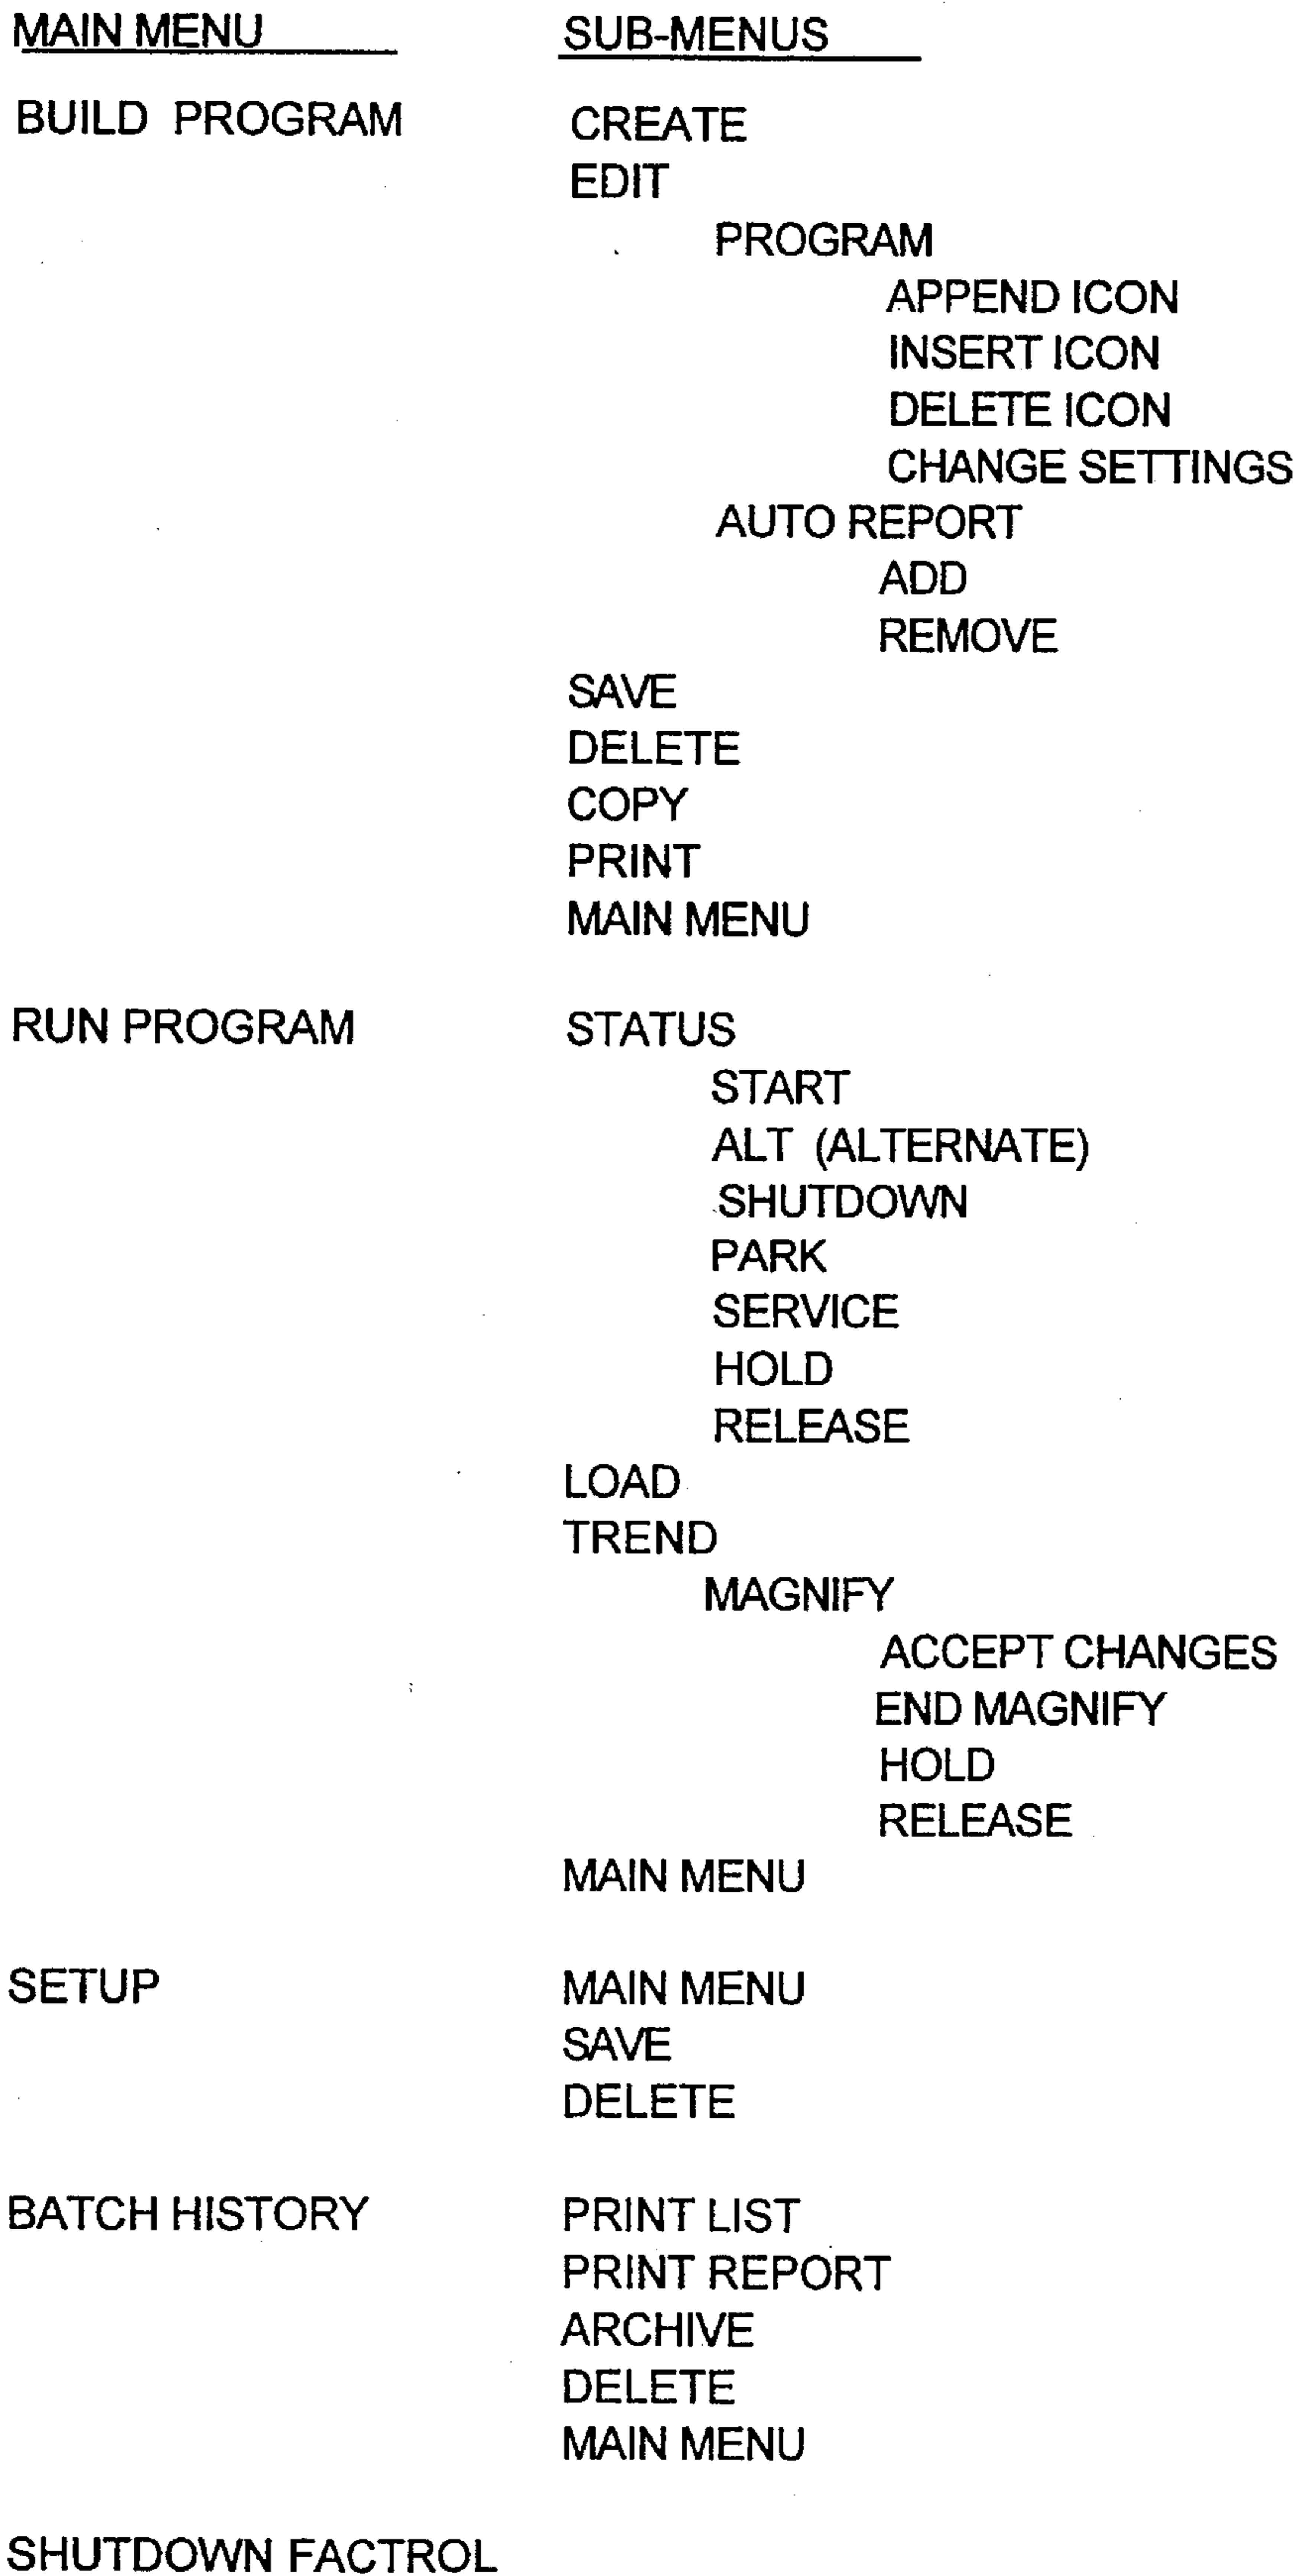 MAIN MENU SUB-MENUS
BUILD PROGRAM CREATE
EDIT
PROGRAM
APPEND ICON
INSERT ICON
DELETE ICON
CHANGE SETTINGS
AUTO REPORT
ADD
REMOVE
SAVE
DELETE
COPY
PRINT
MAIN MENU
RUN PROGRAM STATUS
START
ALT (ALTERNATE)
SHUTDOWN
PARK
SERVICE
HOLD
RELEASE
LOAD
TREND
MAGNIFY
ACCEPT CHANGES
END MAGNIFY
HOLD
RELEASE
MAIN MENU
SETUP MAIN MENU
SAVE
DELETE
BATCH HISTORY PRINT LIST
PRINT REPORT
ARCHIVE
DELETE
MAIN MENU
SHUTDOWN FACTROL